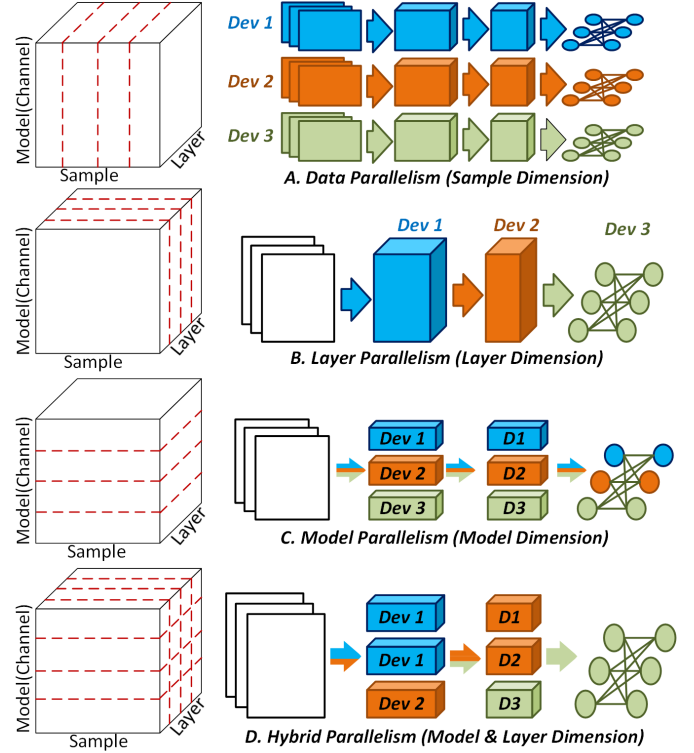 Model(Channel)
Sample
Layer
Dev 1
Dev 2
Dev 3
A. Data Parallelism (Sample Dimension)
Model(Channel)
Sample
Layer
Dev 1
Dev 2
Dev 3
B. Layer Parallelism (Layer Dimension)
Model(Channel)
Sample
Layer
Dev 1
D1
Dev 2
D2
Dev 3
D3
C. Model Parallelism (Model Dimension)
Model(Channel)
Sample
Layer
Dev 1
D1
Dev 1
D2
Dev 2
D3
D. Hybrid Parallelism (Model & Layer Dimension)